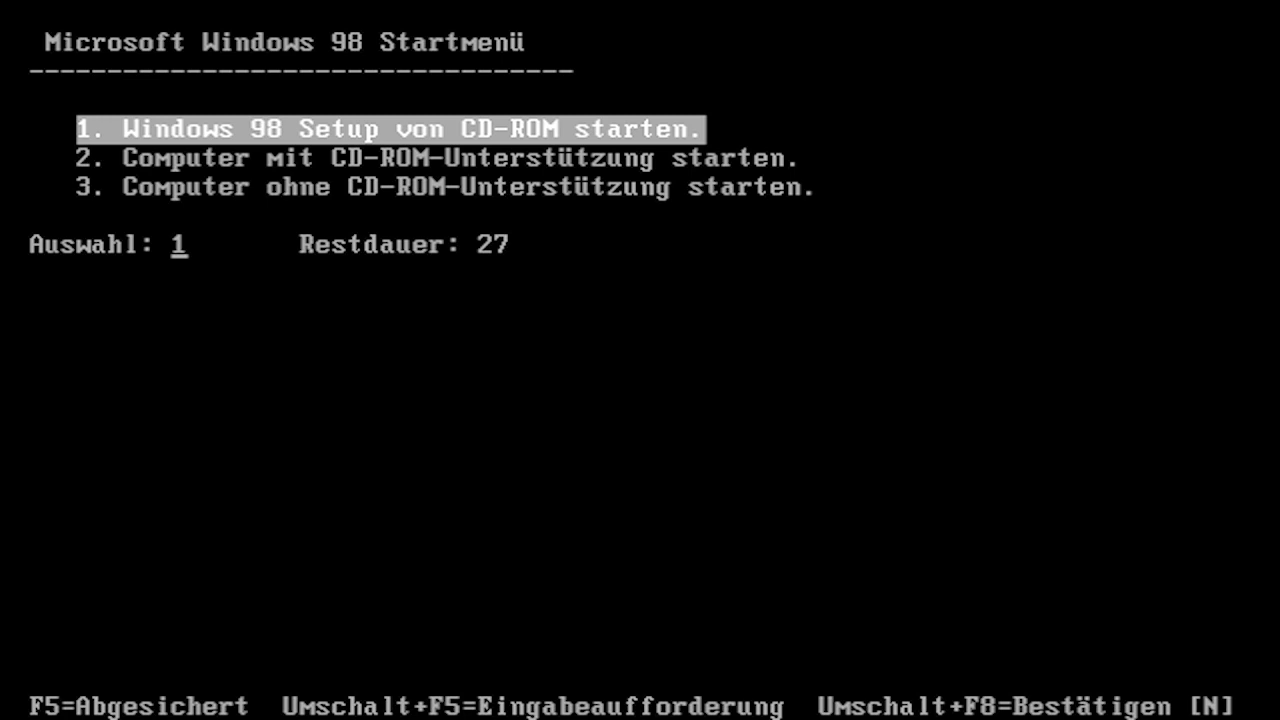 Microsoft Windows 98 Startmenü
-----------------------------------
1. Windows 98 Setup von CD-ROM starten.
2. Computer mit CD-ROM-Unterstützung starten.
3. Computer ohne CD-ROM-Unterstützung starten.
Auswahl: 1 Restdauer: 27
F5=Abgesichert Umschalt+F5=Eingabeaufforderung Umschalt+F8=Bestätigen [N]